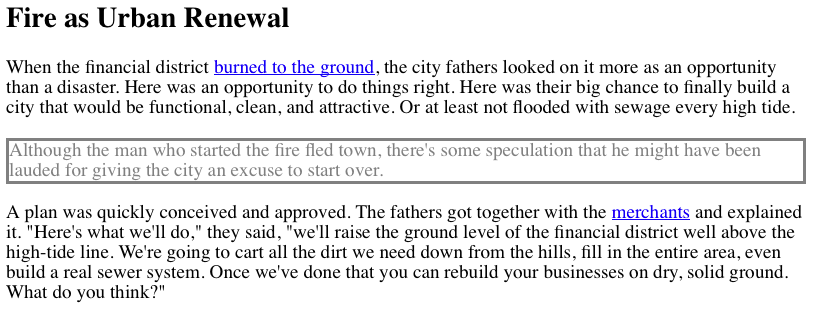 Fire as Urban Renewal
When the financial district burned to the ground, the city fathers looked on it more as an opportunity
than a disaster. Here was an opportunity to do things right. Here was their big chance to finally build a
city that would be functional, clean, and attractive. Or at least not flooded with sewage every high tide.
Although the man who started the fire fled town, there's some speculation that he might have been
lauded for giving the city an excuse to start over.
A plan was quickly conceived and approved. The fathers got together with the merchants and explained
it. "Here's what we'll do," they said, "we'll raise the ground level of the financial district well above the
high-tide line. We're going to cart all the dirt we need down from the hills, fill in the entire area, even
build a real sewer system. Once we've done that you can rebuild your businesses on dry, solid ground.
What do you think?"